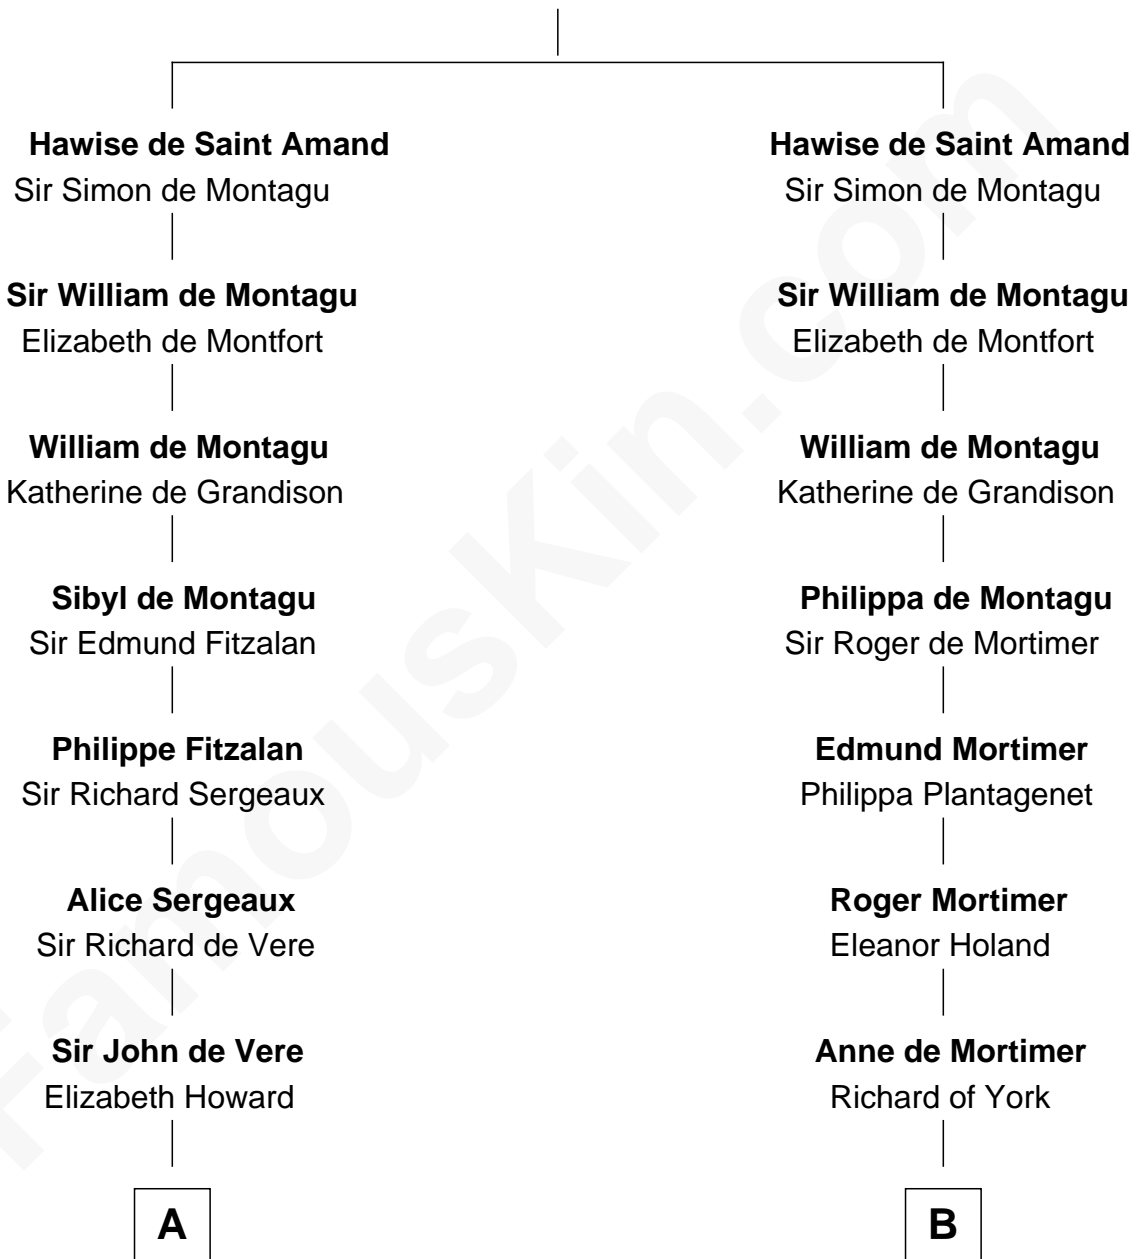 Hawise de Saint Amand
Sir Simon de Montagu
Sir William de Montagu
Elizabeth de Montfort
William de Montagu
Katherine de Grandison
Sibyl de Montagu
Sir Edmund Fitzalan
Philippe Fitzalan
Sir Richard Sergeaux
Alice Sergeaux
Sir Richard de Vere
Sir John de Vere
Elizabeth Howard
A
Hawise de Saint Amand
Sir Simon de Montagu
Sir William de Montagu
Elizabeth de Montfort
William de Montagu
Katherine de Grandison
Philippa de Montagu
Sir Roger de Mortimer
Edmund Mortimer
Philippa Plantagenet
Roger Mortimer
Eleanor Holand
Anne de Mortimer
Richard of York
B
FamousKin.com